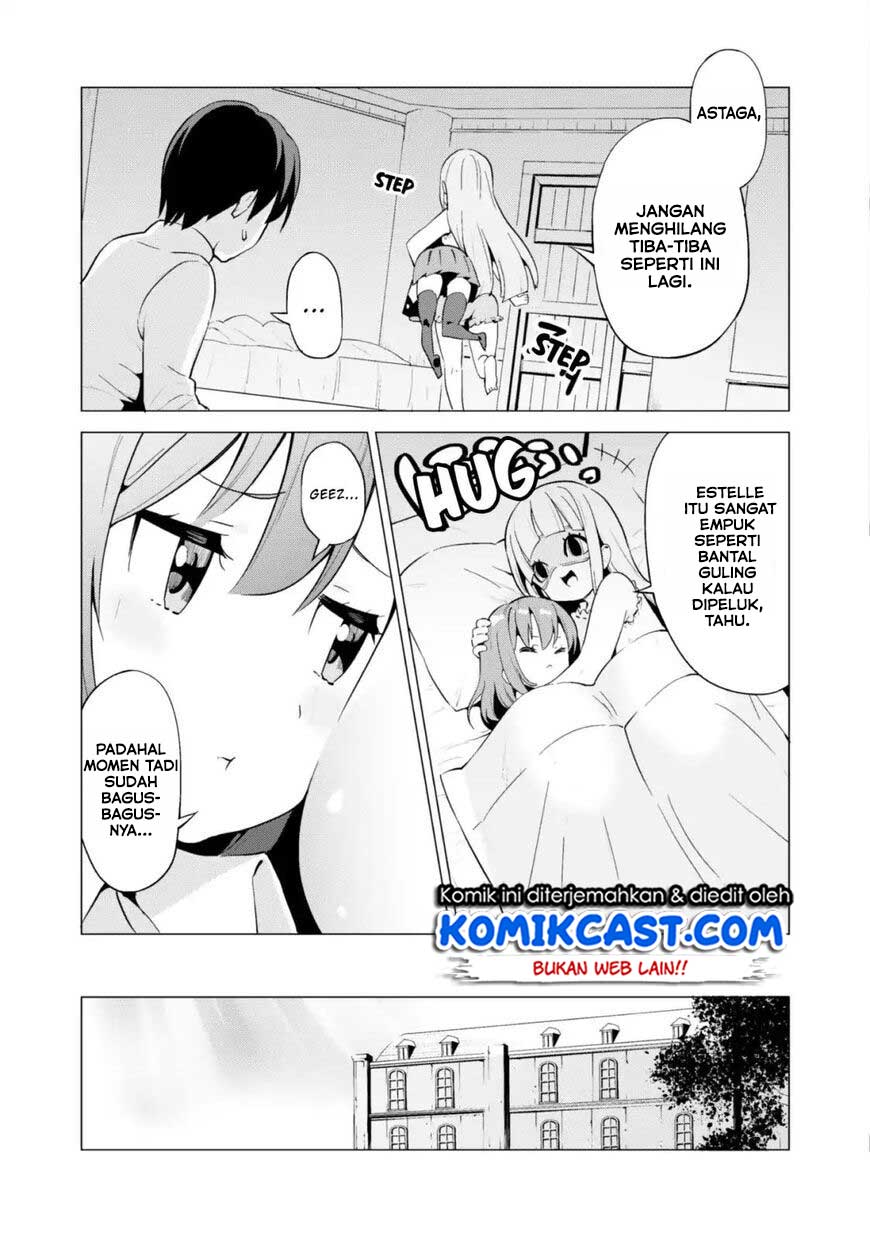 ASTAGA,
JANGAN
MENGHILANG
TIBA-TIBA
SEPERTI INI
LAGI.
STEP
STEP
...
HUG
ESTELLE
ITU SANGAT
EMPUK
SEPERTI
BANTAL
GULING
KALAU
DIPELUK,
TAHU.
GEEZ...
PADAHAL
MOMEN TADI
SUDAH
BAGUS-
BAGUS-
NYA...
Komik ini diterjemahkan & diedit oleh
KOMIKCAST.COM
BUKAN WEB LAIN!!